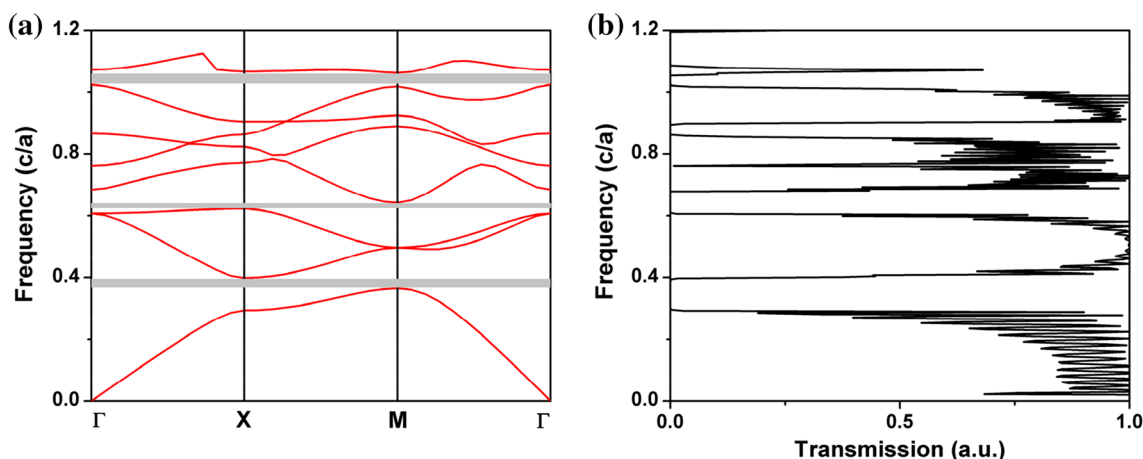 (a)
Frequency (c/a)
1.2
0.8
0.4
0.0
Γ
X
M
Γ
(b)
Frequency (c/a)
1.2
0.8
0.4
0.0
0.0
0.5
1.0
Transmission (a.u.)